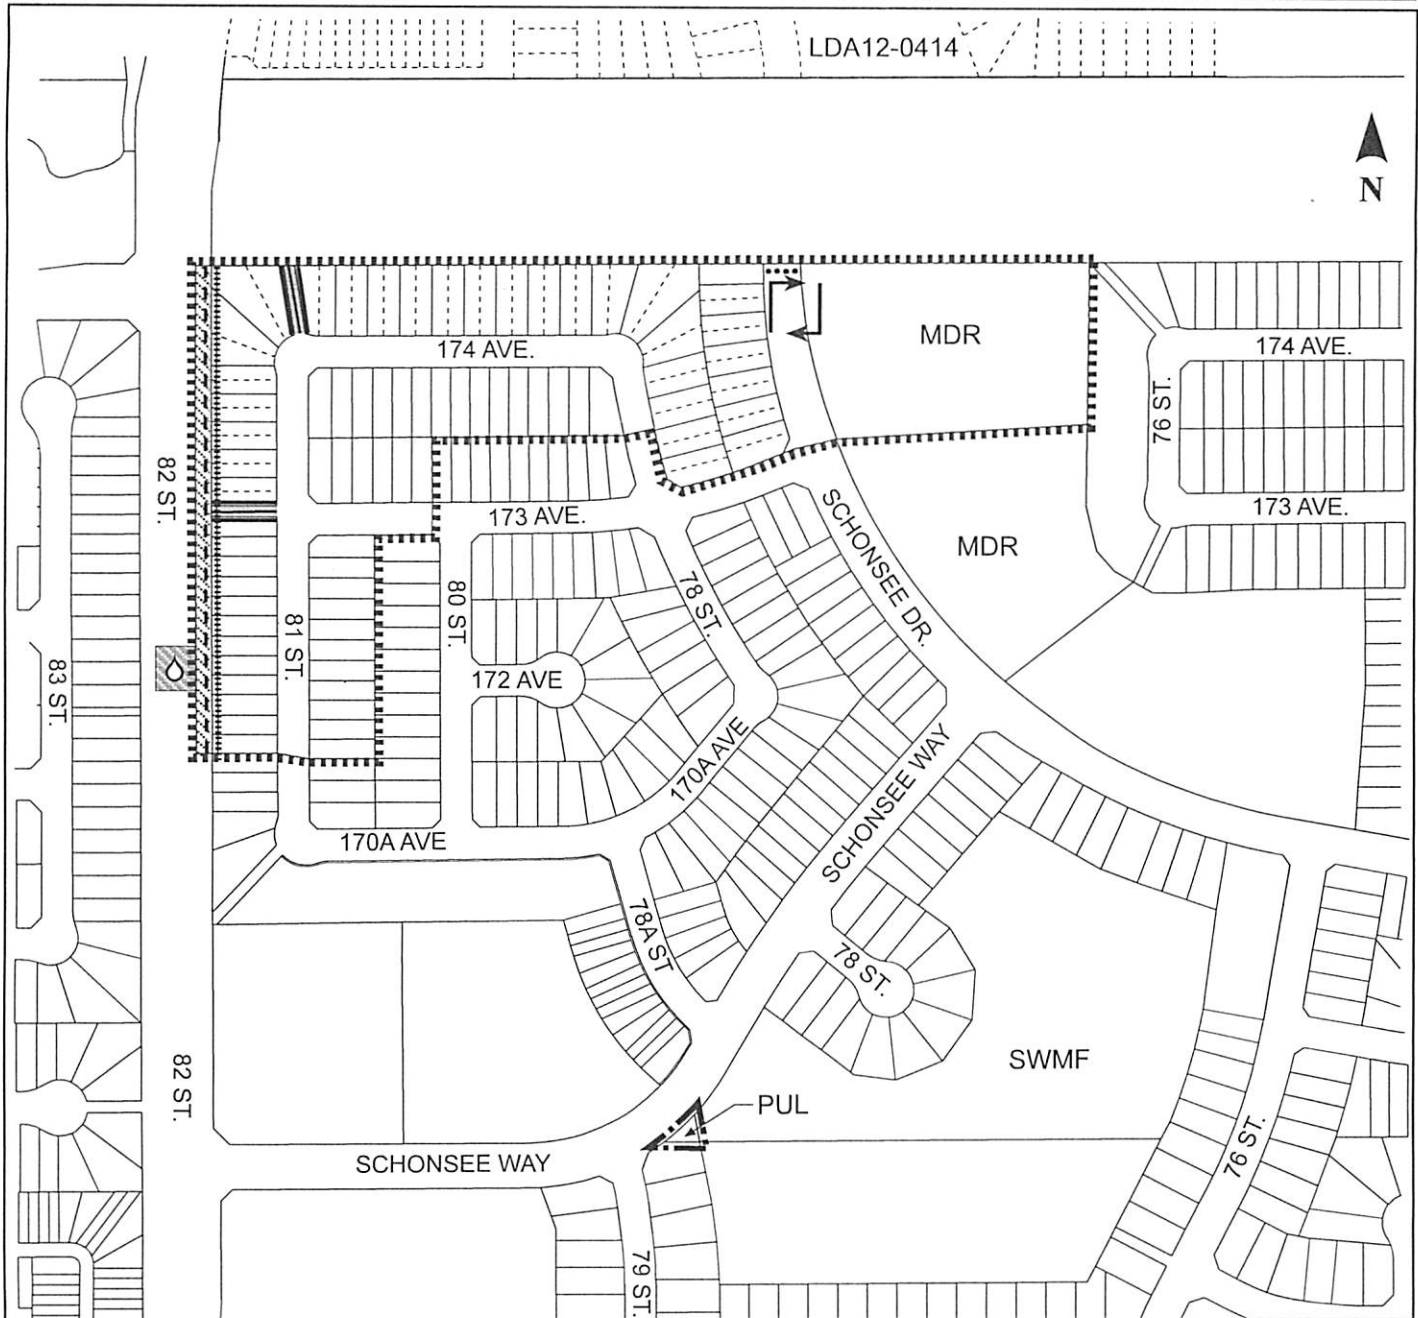 LDA12-0414
N
MDR
174 AVE.
174 AVE.
76 ST.
82 ST.
SCHONSEE DR.
173 AVE.
173 AVE.
MDR
78 ST.
80 ST.
81 ST.
83 ST.
172 AVE
170A AVE
SCHONSEE WAY
170A AVE
78A ST
78 ST.
SWMF
82 ST.
PUL
76 ST.
SCHONSEE WAY
79 ST.